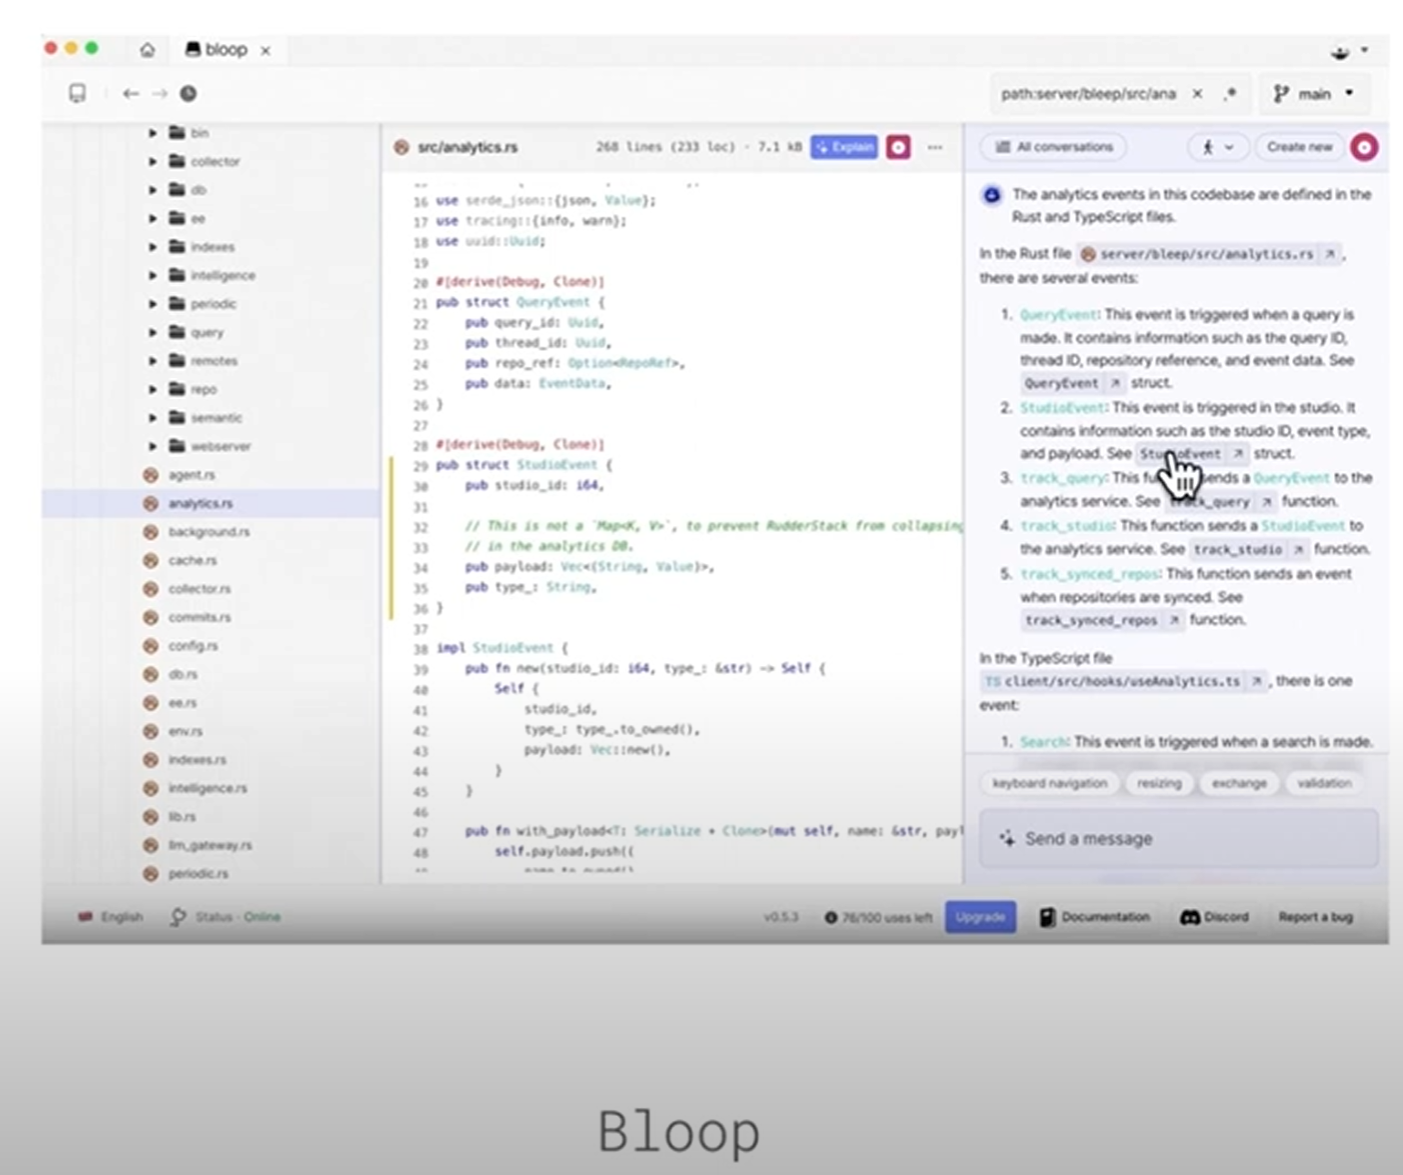 bloop
path:server/bleep/src/ana
main
bin
collector
db
ee
indexes
intelligence
periodic
query
remotes
repo
semantic
webserver
agent.rs
analytics.rs
background.rs
cache.rs
collector.rs
commits.rs
config.rs
db.rs
ee.rs
env.rs
indexes.rs
intelligence.rs
lib.rs
llm_gateway.rs
periodic.rs
src/analytics.rs
268 lines (233 loc) · 7.1 kB
Explain
16 use serde_json::{json, Value};
17 use tracing::{info, warn};
18 use uuid::Uuid;
19
20 #[derive(Debug, Clone)]
21 pub struct QueryEvent {
22 pub query_id: Uuid,
23 pub thread_id: Uuid,
24 pub repo_ref: Option<RepoRef>,
25 pub data: EventData,
26 }
27
28 #[derive(Debug, Clone)]
29 pub struct StudioEvent {
30 pub studio_id: i64,
31
32 // This is not a `Map<K, V>`, to prevent RudderStack from collapsing
33 // in the analytics DB.
34 pub payload: Vec<(String, Value)>,
35 pub type_: String,
36 }
37
38 impl StudioEvent {
39 pub fn new(studio_id: i64, type_: &str) -> Self {
40 Self {
41 studio_id,
42 type_: type_.to_owned(),
43 payload: Vec::new(),
44 }
45 }
46
47 pub fn with_payload<T: Serialize + Clone>(mut self, name: &str, payl
48 self.payload.push((
All conversations
Create new
The analytics events in this codebase are defined in the
Rust and TypeScript files.
In the Rust file server/bleep/src/analytics.rs ,
there are several events:
1. QueryEvent: This event is triggered when a query is
made. It contains information such as the query ID,
thread ID, repository reference, and event data. See
QueryEvent struct.
2. StudioEvent: This event is triggered in the studio. It
contains information such as the studio ID, event type,
and payload. See StudioEvent struct.
3. track_query: This sends a QueryEvent to the
analytics service. See track_query function.
4. track_studio: This function sends a StudioEvent to
the analytics service. See track_studio function.
5. track_synced_repos: This function sends an event
when repositories are synced. See
track_synced_repos function.
In the TypeScript file
TS client/src/hooks/useAnalytics.ts , there is one
event:
1. Search: This event is triggered when a search is made.
keyboard navigation
resizing
exchange
validation
Send a message
English
Status · Online
v0.5.3
76/100 uses left
Upgrade
Documentation
Discord
Report a bug
Bloop